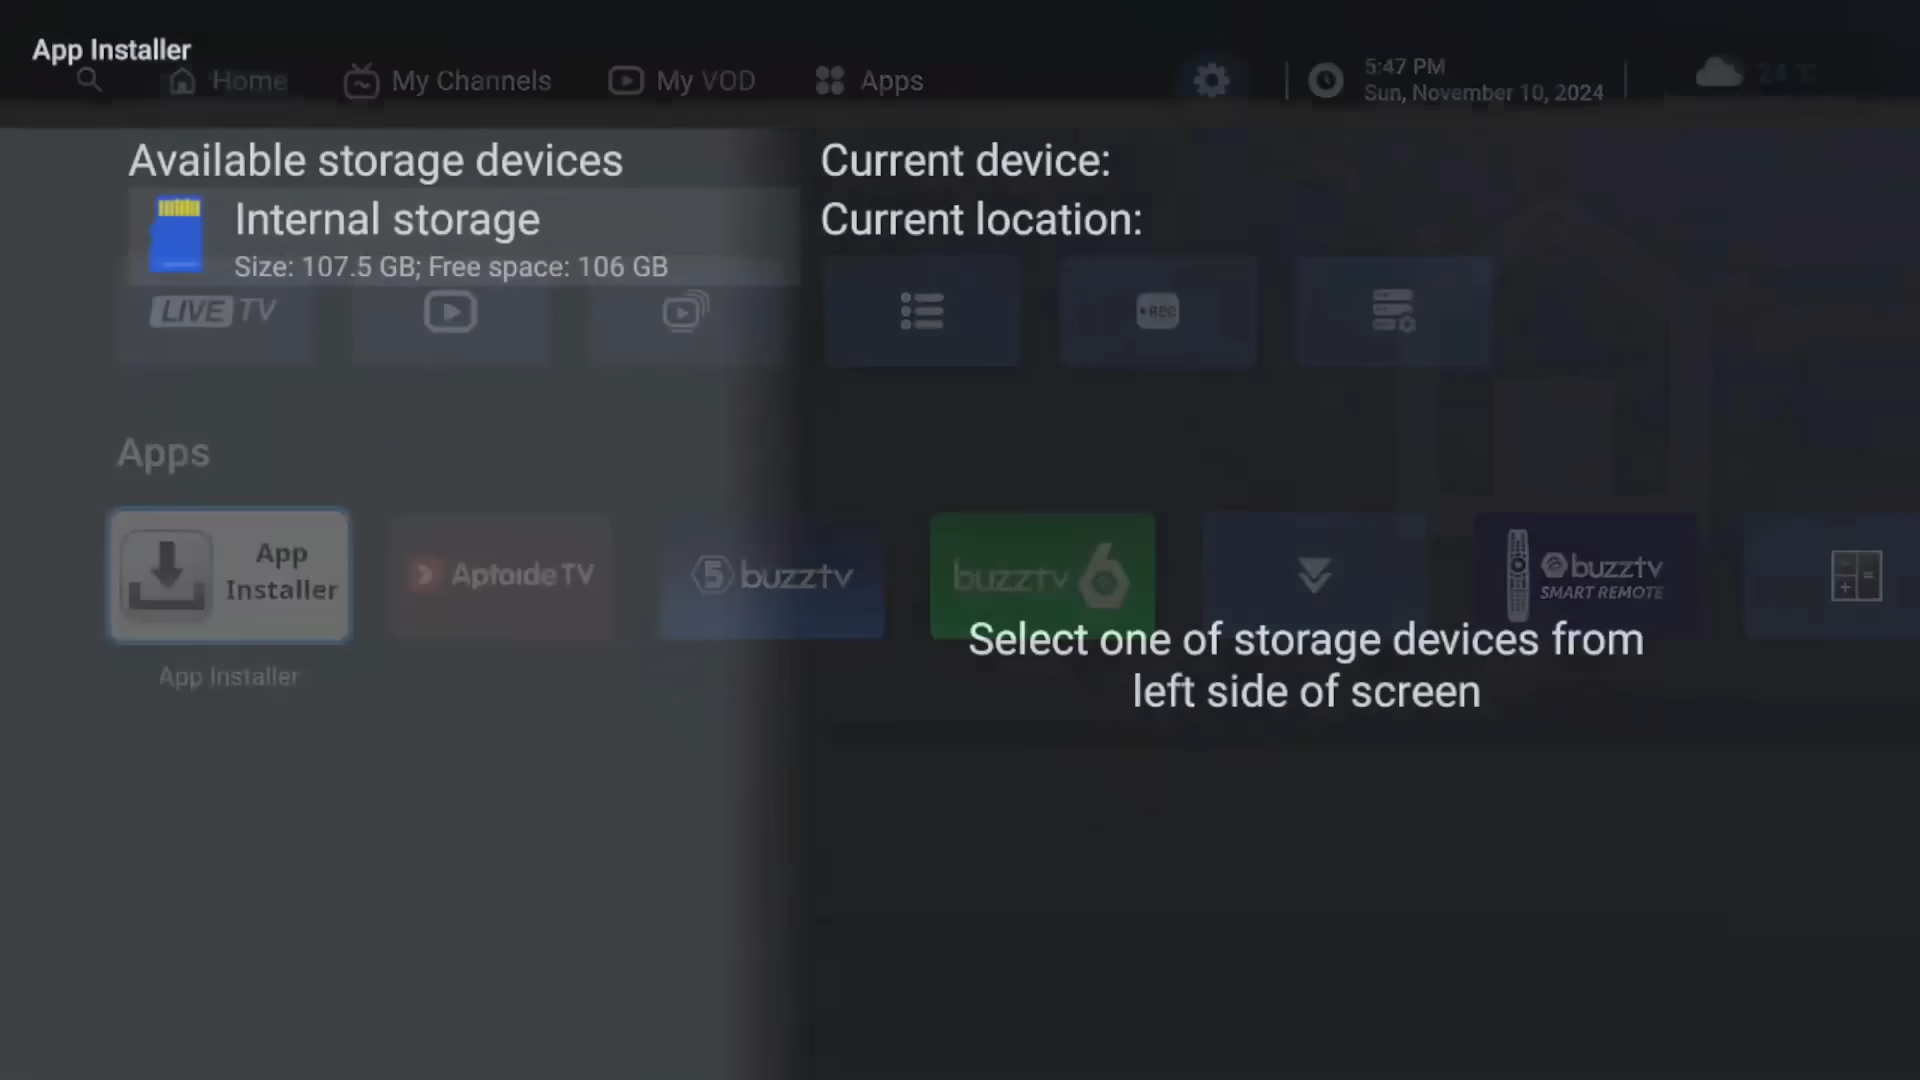 App Installer
Home
My Channels
My VOD
Apps
5:47 PM
Sun, November 10, 2024
24 °C
Available storage devices
Internal storage
Size: 107.5 GB; Free space: 106 GB
Current device:
Current location:
LIVE TV
REC
Apps
App
Installer
Aptoide TV
5 buzztv
buzztv 6
buzztv
SMART REMOTE
App Installer
Select one of storage devices from
left side of screen